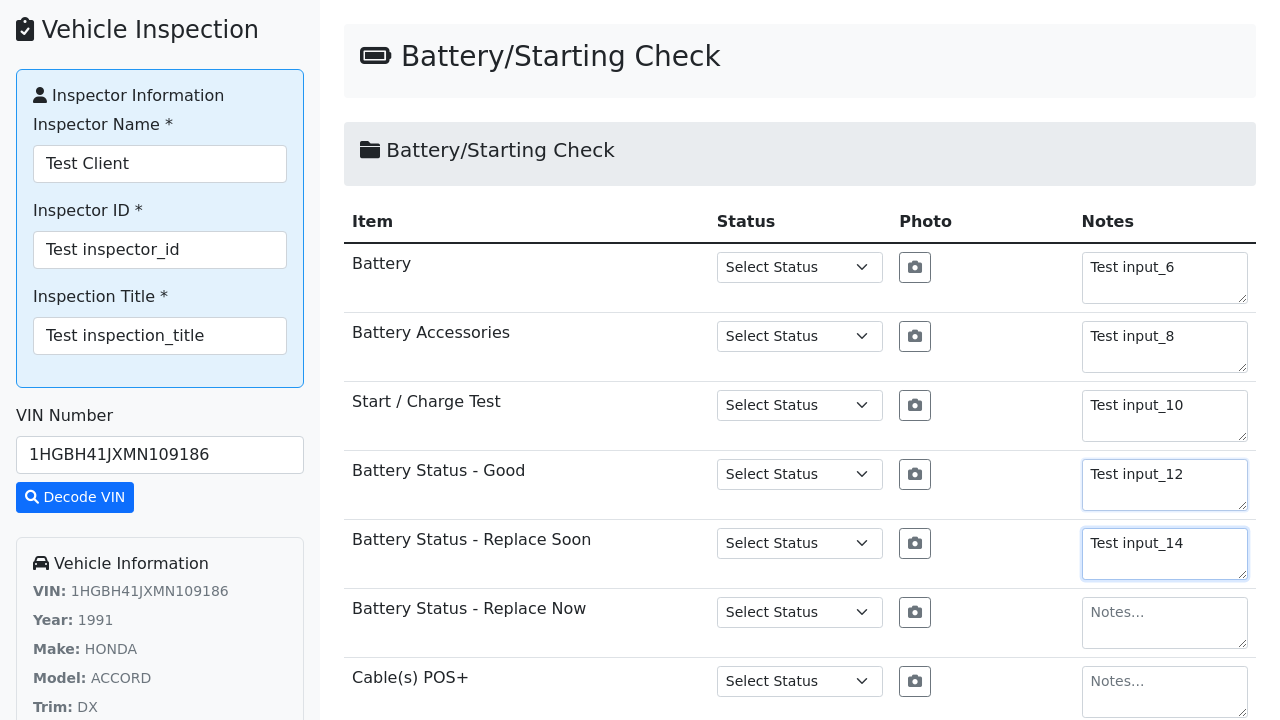 Vehicle Inspection
Inspector Information
Inspector Name *
Test Client
Inspector ID *
Test inspector_id
Inspection Title *
Test inspection_title
VIN Number
1HGBH41JXMN109186
Decode VIN
Vehicle Information
VIN: 1HGBH41JXMN109186
Year: 1991
Make: HONDA
Model: ACCORD
Trim: DX
Battery/Starting Check
Battery/Starting Check
Item Status Photo Notes
Battery Select Status Test input_6
Battery Accessories Select Status Test input_8
Start / Charge Test Select Status Test input_10
Battery Status - Good Select Status Test input_12
Battery Status - Replace Soon Select Status Test input_14
Battery Status - Replace Now Select Status Notes...
Cable(s) POS+ Select Status Notes...